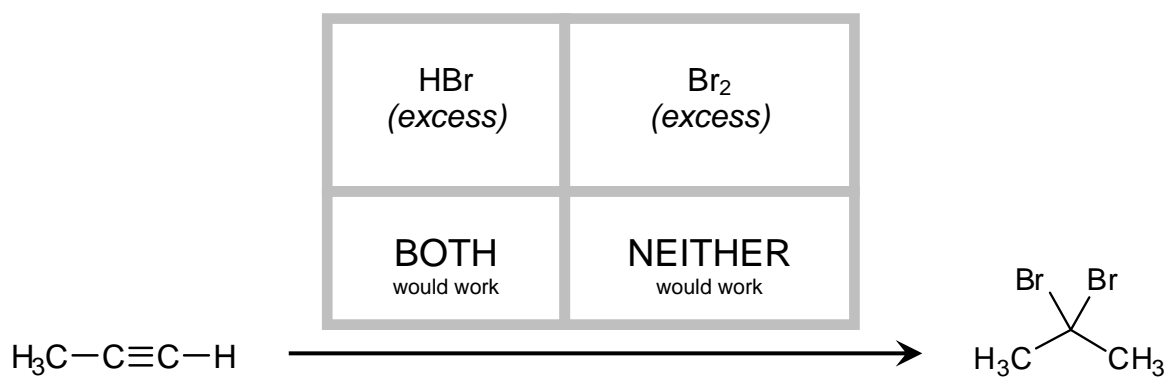 HBr
(excess)
Br₂
(excess)
BOTH
would work
NEITHER
would work
Br Br
H₃C–C≡C–H
H₃C CH₃